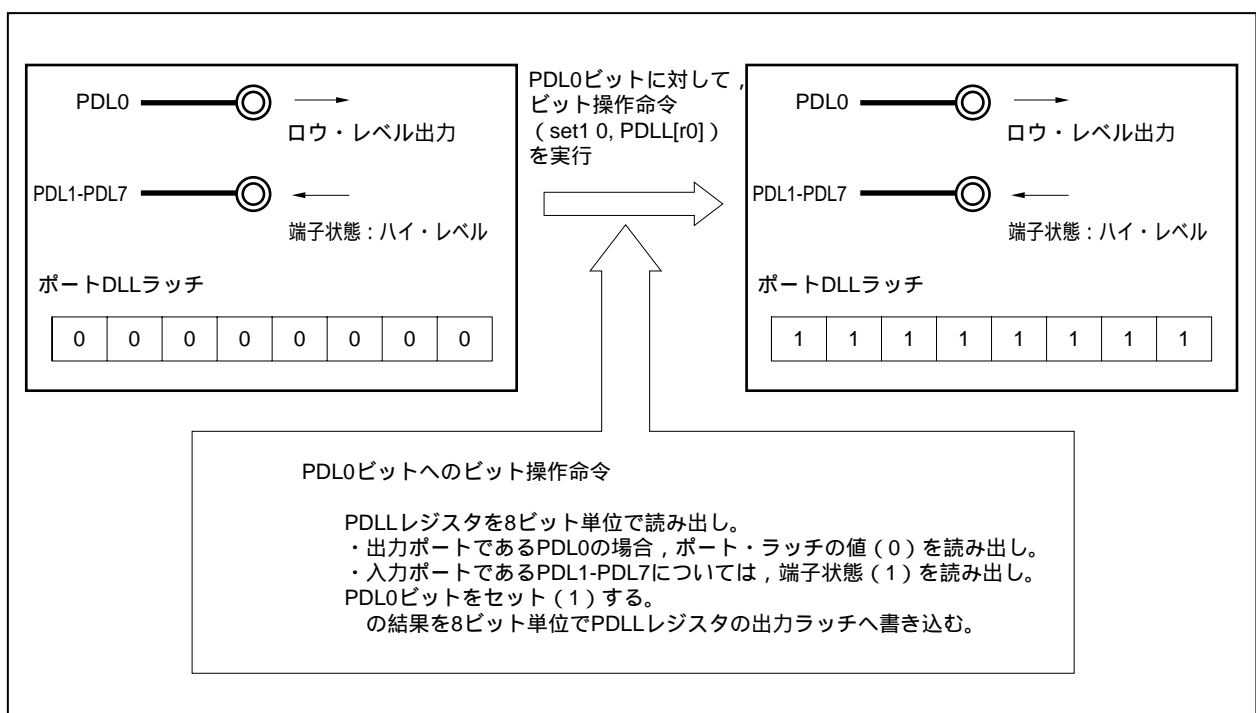 PDL0
ロウ・レベル出力
PDL1-PDL7
端子状態：ハイ・レベル
ポートDLLラッチ
0 0 0 0 0 0 0 0
PDL0ビットに対して，
ビット操作命令
（set1 0, PDLL[r0]）
を実行
PDL0
ロウ・レベル出力
PDL1-PDL7
端子状態：ハイ・レベル
ポートDLLラッチ
1 1 1 1 1 1 1 1
PDL0ビットへのビット操作命令
PDLLレジスタを8ビット単位で読み出し。
・出力ポートであるPDL0の場合，ポート・ラッチの値（0）を読み出し。
・入力ポートであるPDL1-PDL7については，端子状態（1）を読み出し。
PDL0ビットをセット（1）する。
の結果を8ビット単位でPDLLレジスタの出力ラッチへ書き込む。